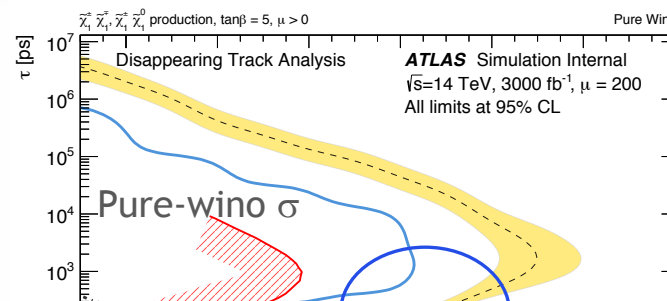 χ̃₁± χ̃₁∓, χ̃₁± χ̃₁⁰ production, tanβ = 5, μ > 0
Pure Win
τ [ps]
Disappearing Track Analysis
ATLAS Simulation Internal
√s=14 TeV, 3000 fb⁻¹, μ = 200
All limits at 95% CL
10⁷
10⁶
10⁵
10⁴
10³
Pure-wino σ